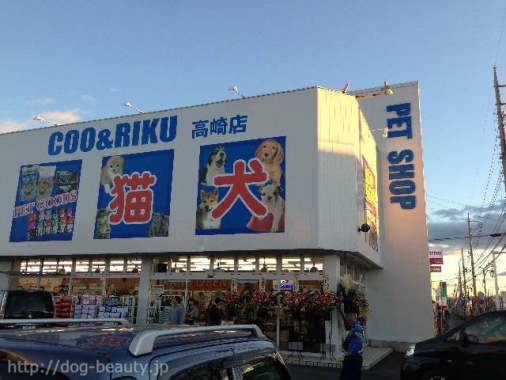 COO&RIKU 高崎店
PET GOODS
猫
犬
PET SHOP
http://dog-beauty.jp